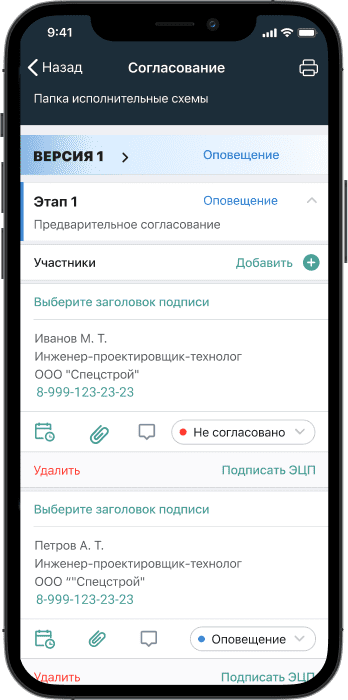 9:41
Назад Согласование
Папка исполнительные схемы
ВЕРСИЯ 1 Оповещение
Этап 1 Оповещение
Предварительное согласование
Участники Добавить
Выберите заголовок подписи
Иванов М. Т.
Инженер-проектировщик-технолог
ООО "Спецстрой"
8-999-123-23-23
Не согласовано
Удалить Подписать ЭЦП
Выберите заголовок подписи
Петров А. Т.
Инженер-проектировщик-технолог
ООО “"Спецстрой"
8-999-123-23-23
Оповещение
Удалить Подписать ЭЦП